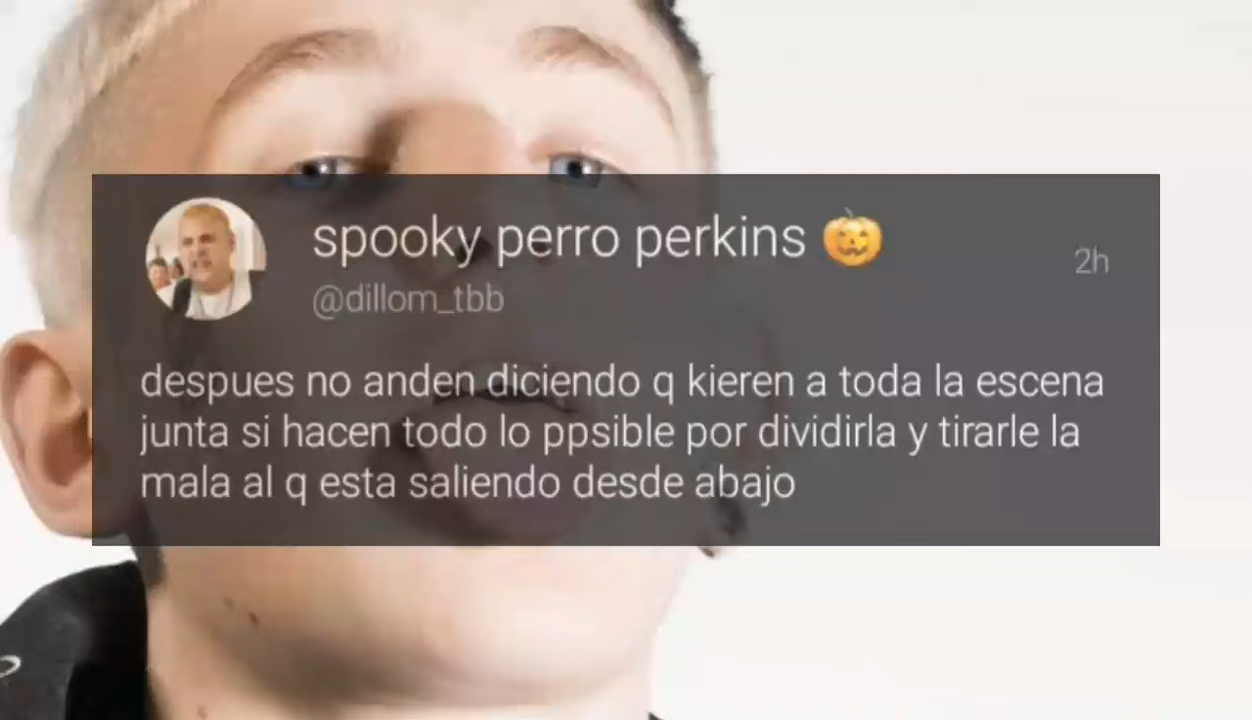 spooky perro perkins 🎃
@dillom_tbb
2h
despues no anden diciendo q kieren a toda la escena
junta si hacen todo lo ppsible por dividirla y tirarle la
mala al q esta saliendo desde abajo